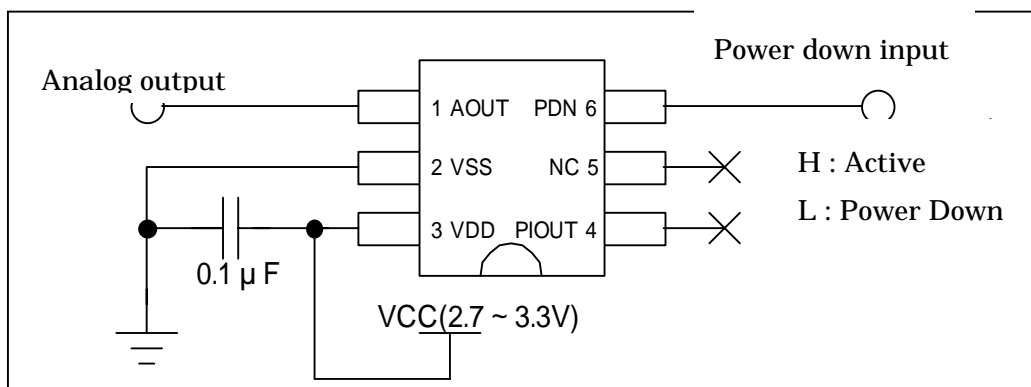 Power down input
Analog output
1 AOUT PDN 6
2 VSS NC 5
H : Active
3 VDD PIOUT 4
L : Power Down
0.1 µ F
VCC(2.7 ~ 3.3V)